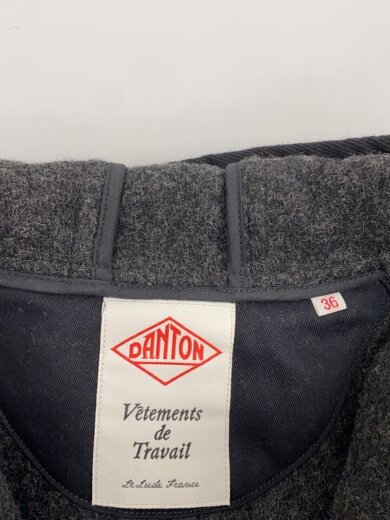 36
DANTON
Vêtements
de
Travail
Le Lude France